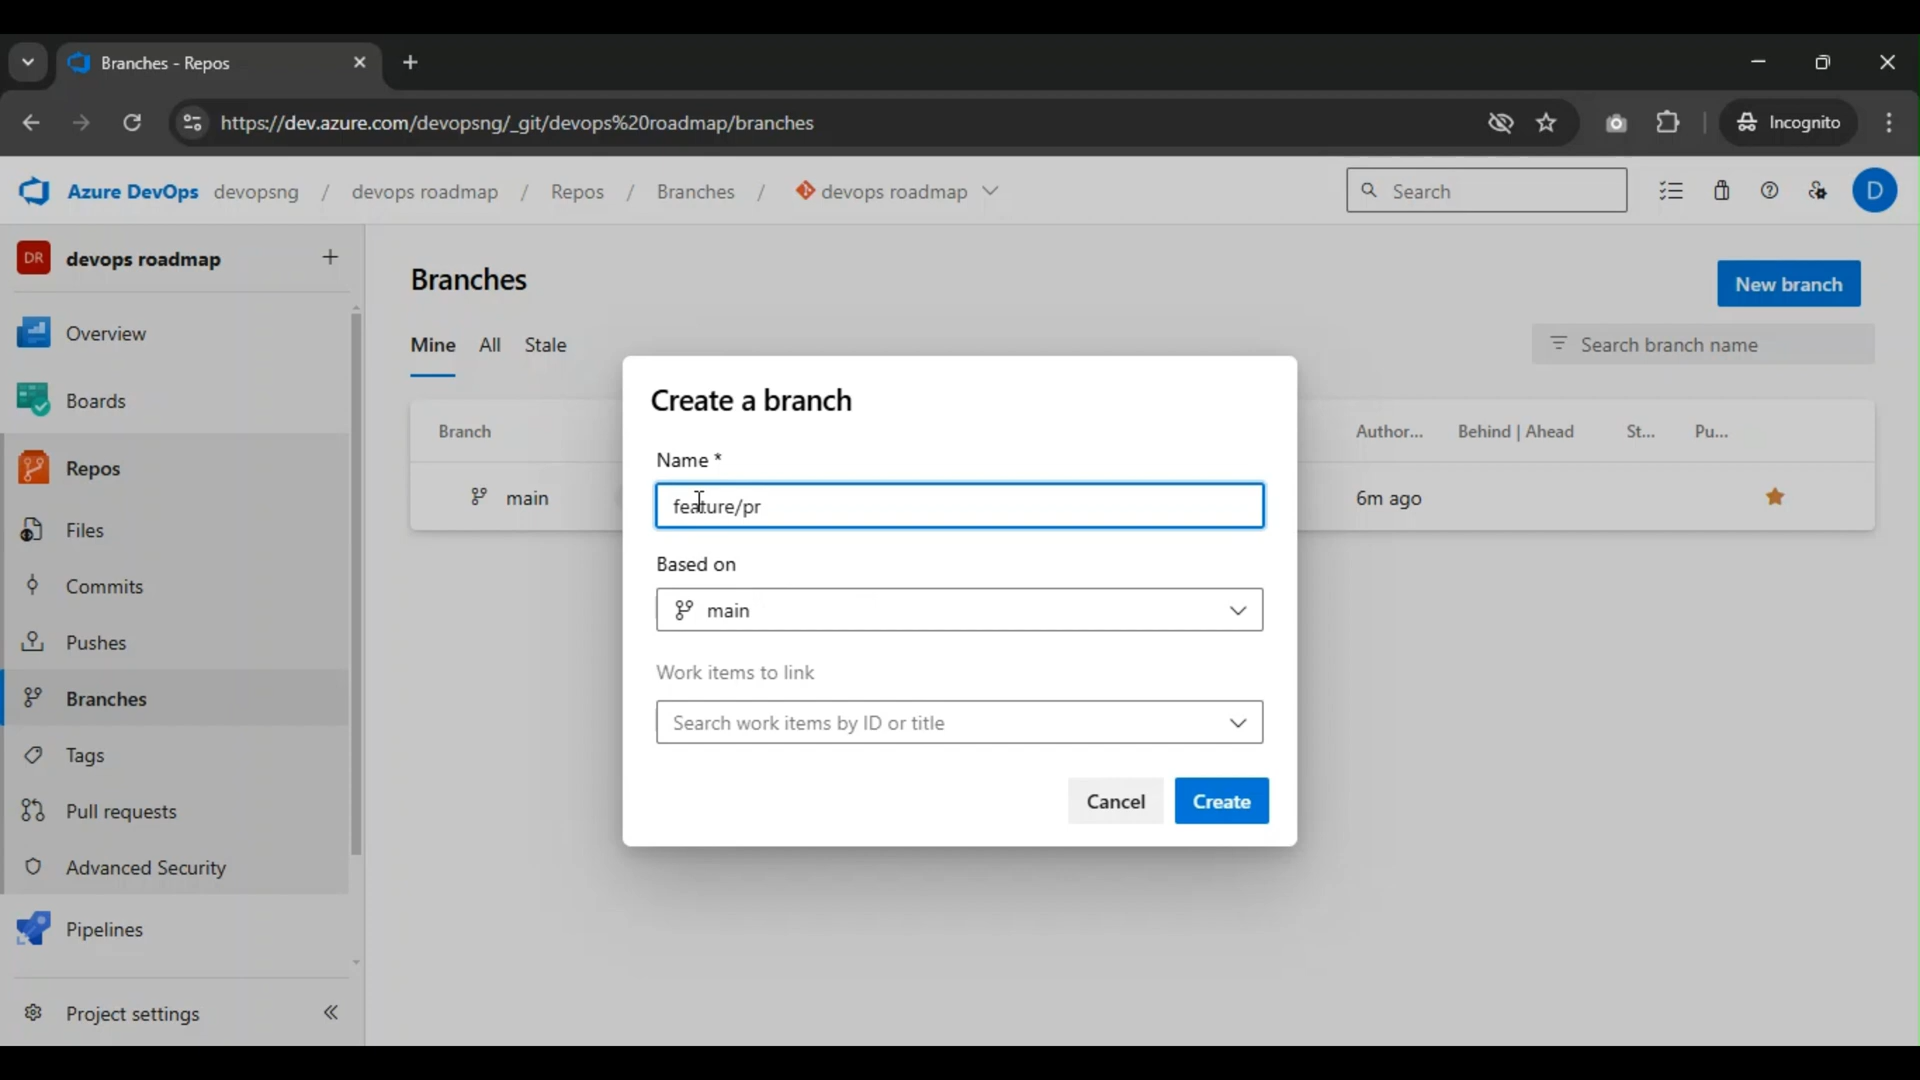 Branches - Repos
https://dev.azure.com/devopsng/_git/devops%20roadmap/branches
Incognito
Azure DevOps devopsng / devops roadmap / Repos / Branches / devops roadmap
Search
D
DR devops roadmap
Overview
Boards
Repos
Files
Commits
Pushes
Branches
Tags
Pull requests
Advanced Security
Pipelines
Project settings
Branches
New branch
Mine All Stale
Search branch name
Branch Author... Behind | Ahead St... Pu...
main 6m ago
Create a branch
Name *
feature/pr
Based on
main
Work items to link
Search work items by ID or title
Cancel Create